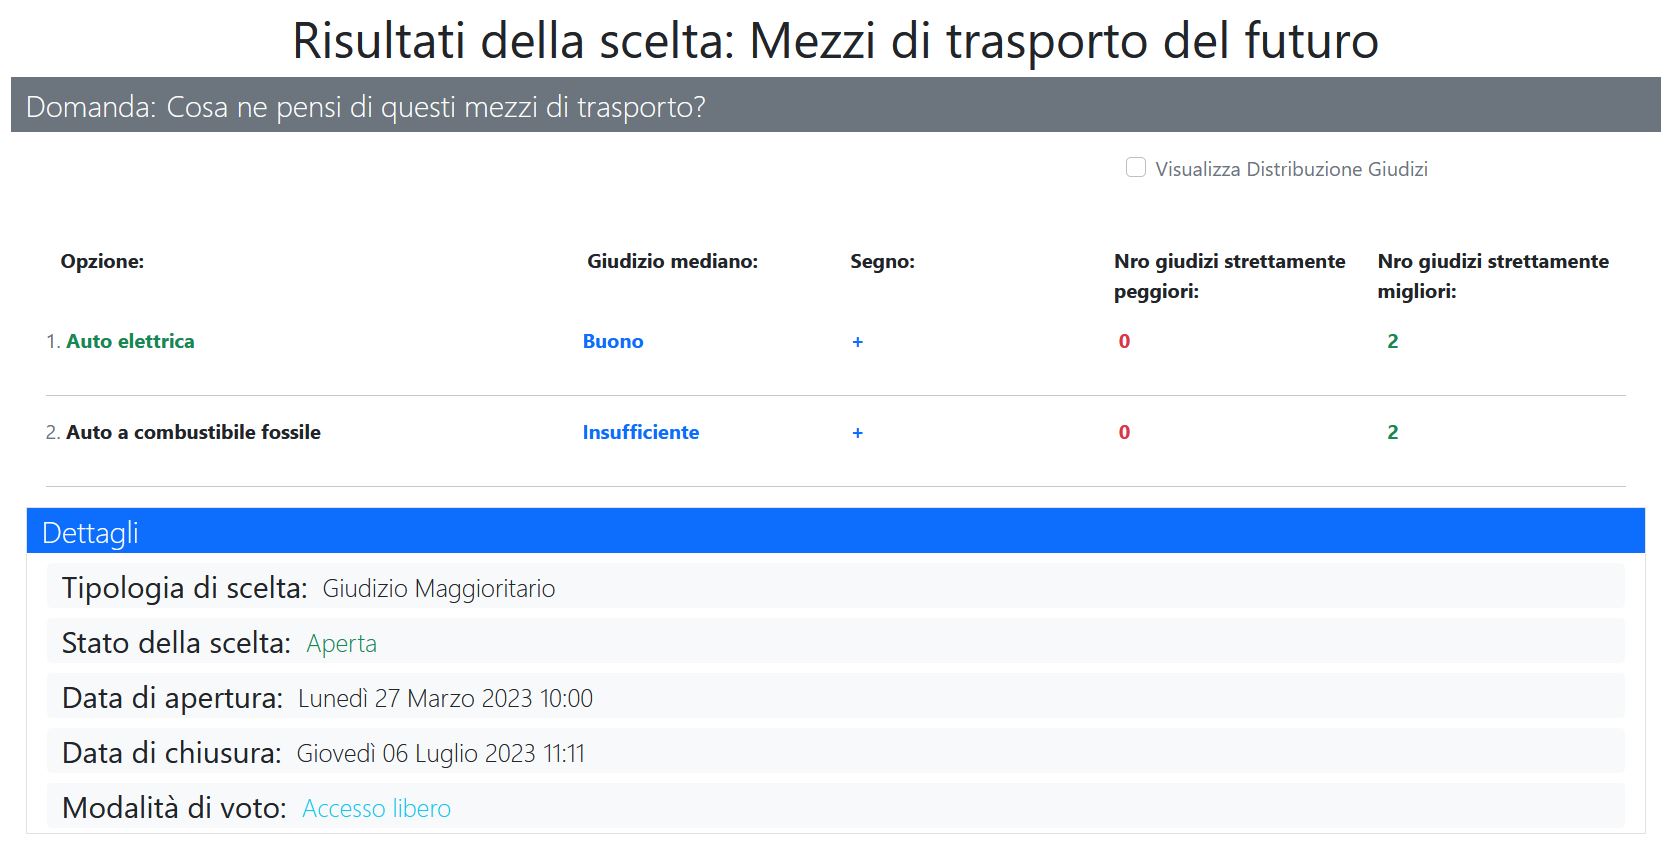 Risultati della scelta: Mezzi di trasporto del futuro
Domanda: Cosa ne pensi di questi mezzi di trasporto?
Visualizza Distribuzione Giudizi
Opzione: Giudizio mediano: Segno: Nro giudizi strettamente peggiori: Nro giudizi strettamente migliori:
1. Auto elettrica Buono + 0 2
2. Auto a combustibile fossile Insufficiente + 0 2
Dettagli
Tipologia di scelta: Giudizio Maggioritario
Stato della scelta: Aperta
Data di apertura: Lunedì 27 Marzo 2023 10:00
Data di chiusura: Giovedì 06 Luglio 2023 11:11
Modalità di voto: Accesso libero